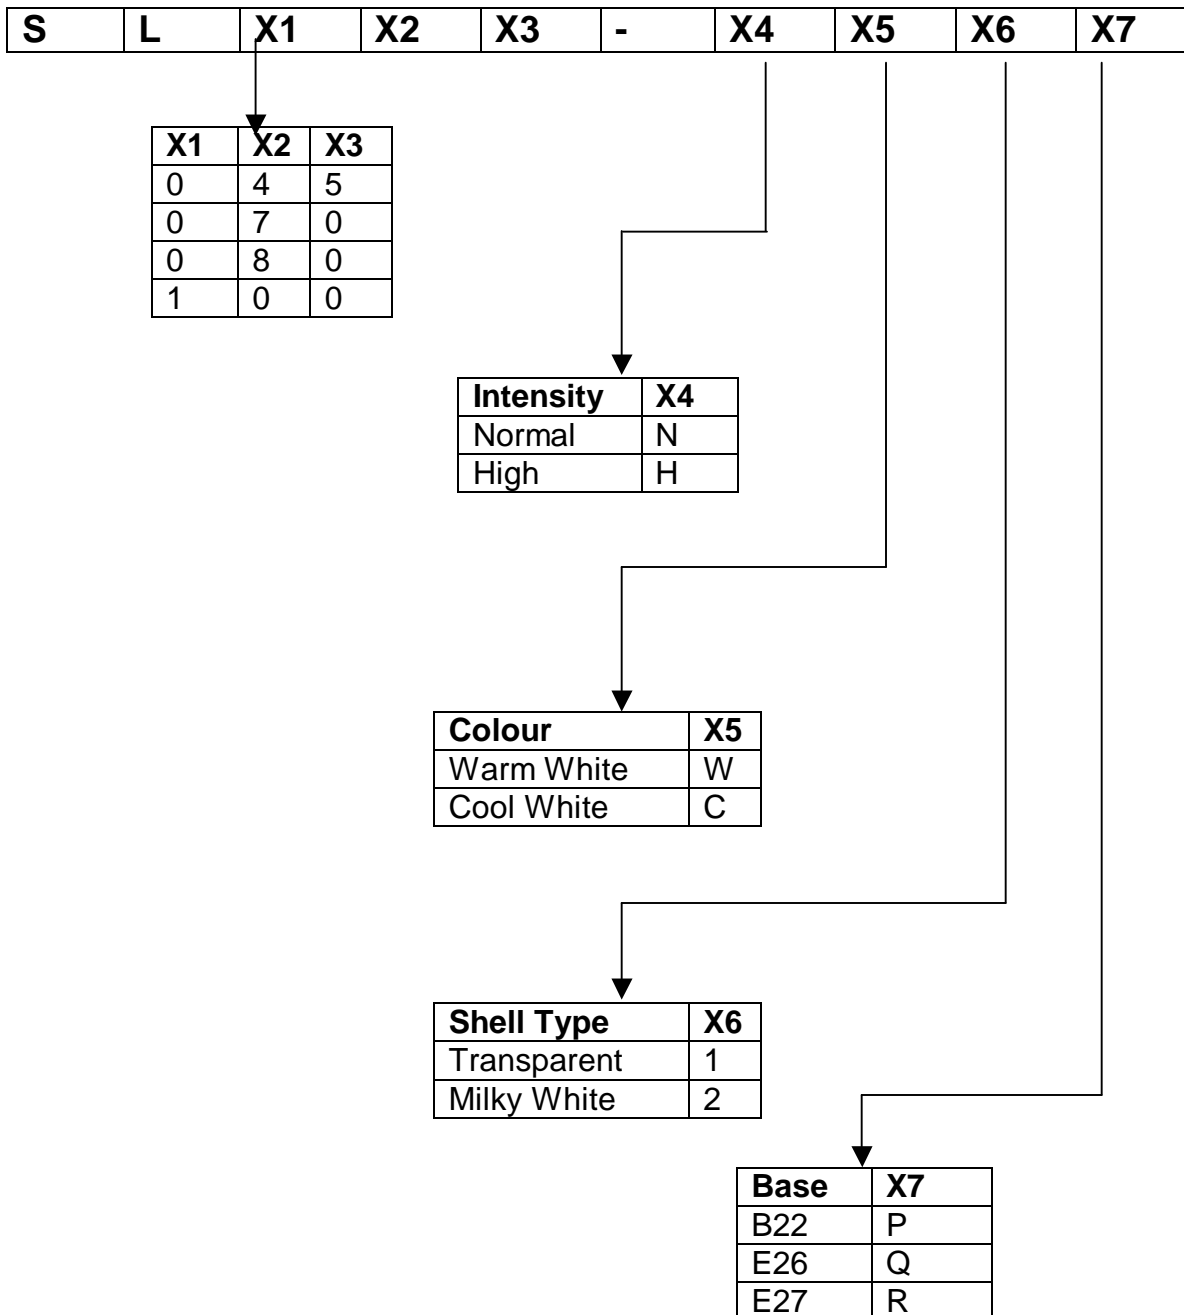 S L X1 X2 X3 - X4 X5 X6 X7
X1 X2 X3
0 4 5
0 7 0
0 8 0
1 0 0
Intensity X4
Normal N
High H
Colour X5
Warm White W
Cool White C
Shell Type X6
Transparent 1
Milky White 2
Base X7
B22 P
E26 Q
E27 R